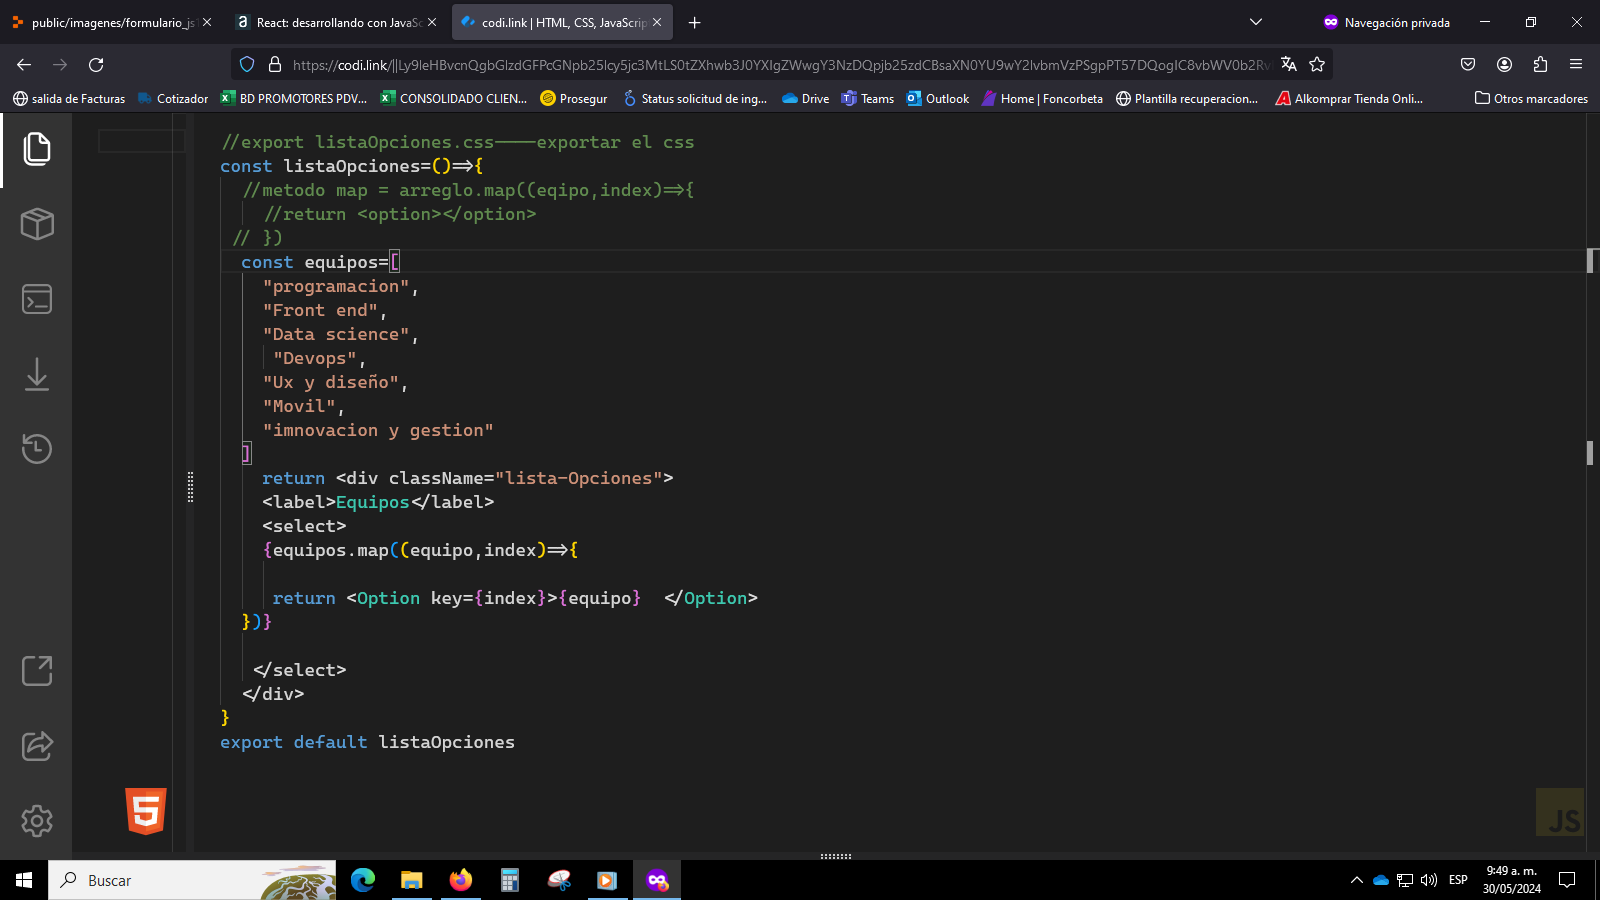 public/imagenes/formulario_js
React: desarrollando con JavaSc
codi.link | HTML, CSS, JavaScrip
Navegación privada
https://codi.link/||Ly9leHBvcnQgbGlzdGFPcGNpb25lcy5jc3MtLS0tZXhwb3J0YXIgZWwgY3NzDQpjb25zdCBsaXN0YU9wY2lvbmVzPSgpPT57DQogIC8vbWV0b2Rv
salida de Facturas
Cotizador
BD PROMOTORES PDV...
CONSOLIDADO CLIEN...
Prosegur
Status solicitud de ing...
Drive
Teams
Outlook
Home | Foncorbeta
Plantilla recuperacion...
Alkomprar Tienda Onli...
Otros marcadores
//export listaOpciones.css----exportar el css
const listaOpciones=()=>{
//metodo map = arreglo.map((eqipo,index)=>{
//return <option></option>
// })
const equipos=[
"programacion",
"Front end",
"Data science",
"Devops",
"Ux y diseño",
"Movil",
"imnovacion y gestion"
]
return <div className="lista-Opciones">
<label>Equipos</label>
<select>
{equipos.map((equipo,index)=>{
return <Option key={index}>{equipo}  </Option>
})}
</select>
</div>
}
export default listaOpciones
5
JS
Buscar
ESP
9:49 a. m.
30/05/2024